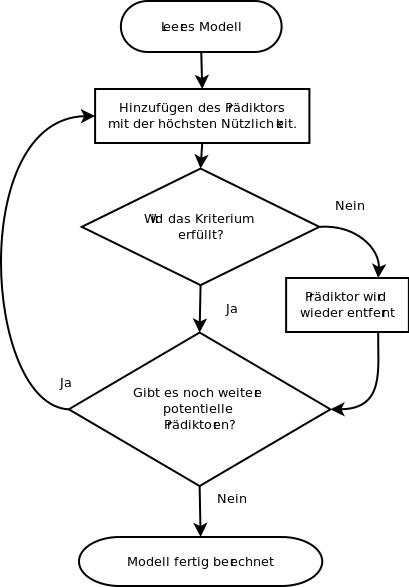 Leeres Modell
Hinzufügen des Prädiktors
mit der höchsten Nützlichkeit.
Wird das Kriterium
erfüllt?
Nein
Prädiktor wird
wieder entfernt
Ja
Gibt es noch weitere
potentielle
Prädiktoren?
Ja
Nein
Modell fertig berechnet